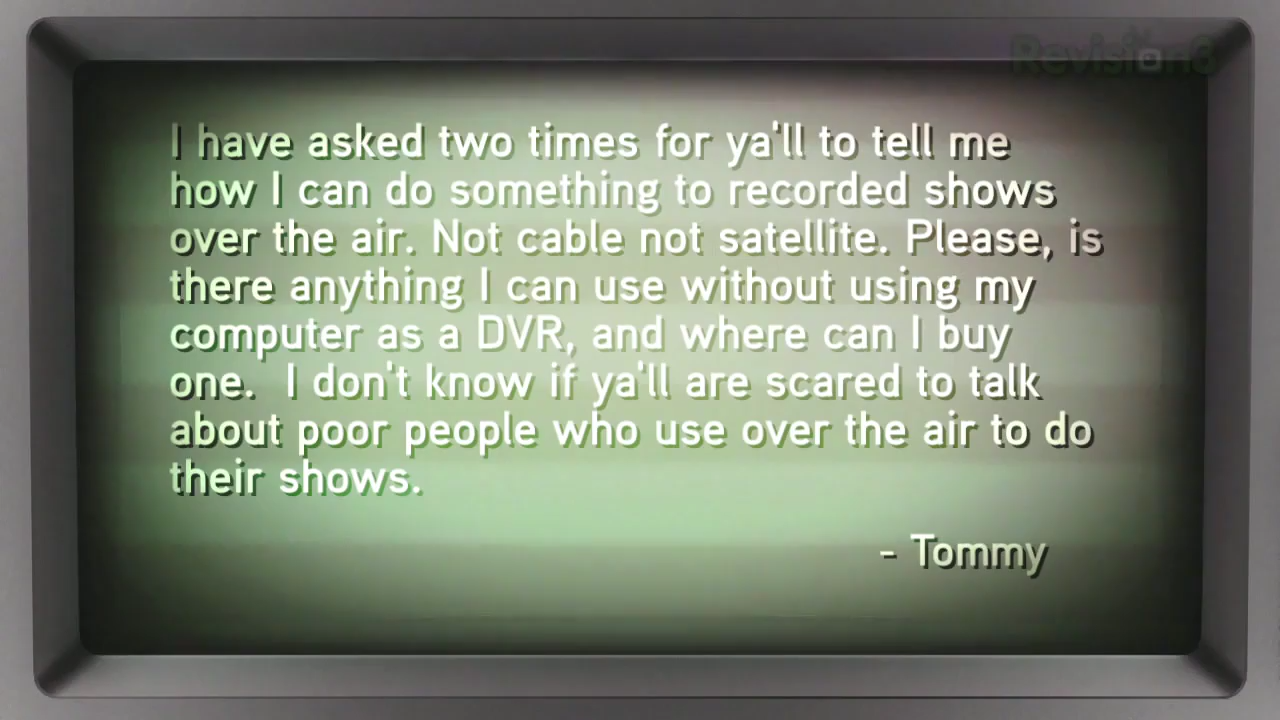 Revision3
I have asked two times for ya'll to tell me
how I can do something to recorded shows
over the air. Not cable not satellite. Please, is
there anything I can use without using my
computer as a DVR, and where can I buy
one.  I don't know if ya'll are scared to talk
about poor people who use over the air to do
their shows.
- Tommy